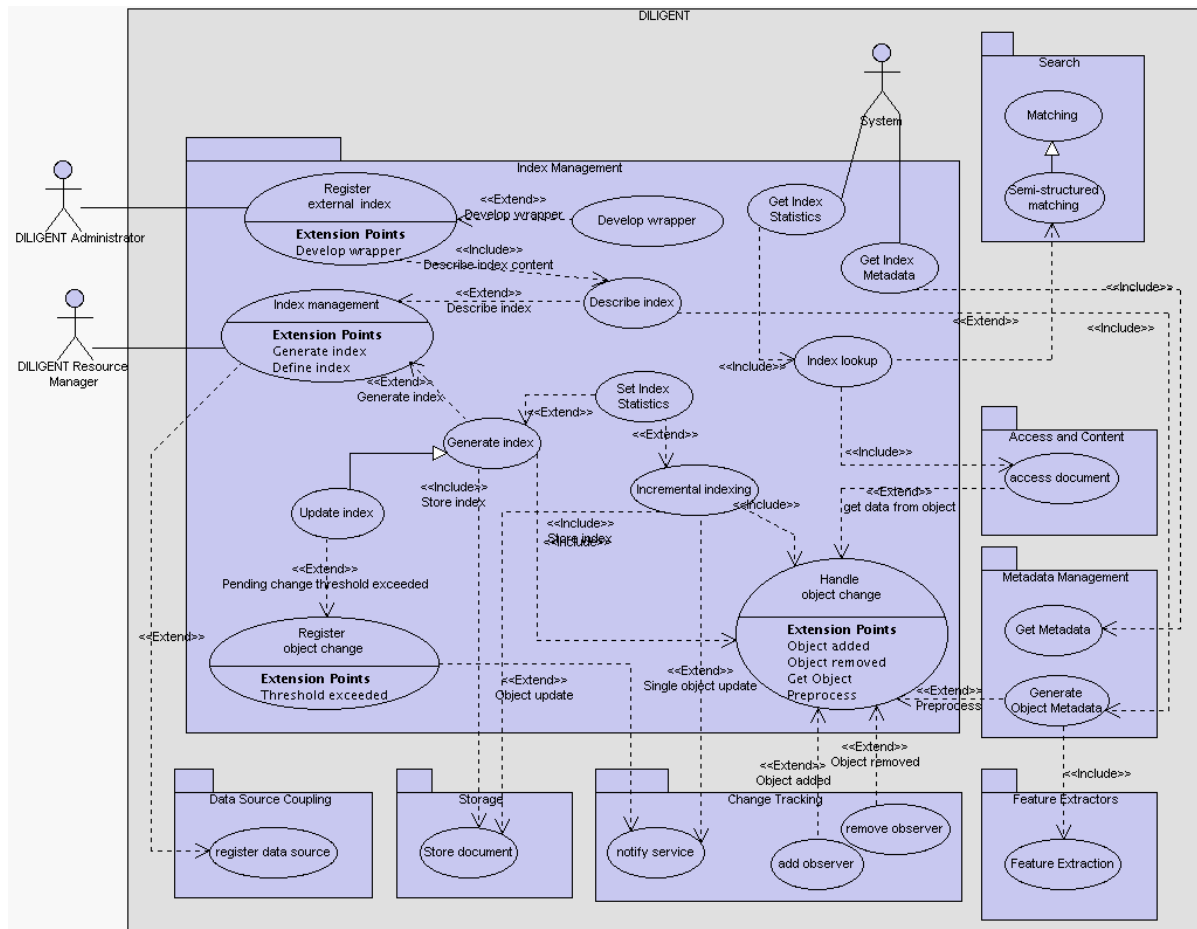 DILIGENT
System
Search
Matching
Semi-structured
matching
Index Management
DILIGENT Administrator
Register
external index
Extension Points
Develop wrapper
<<Extend>>
Develop wrapper
Develop wrapper
<<Include>>
Describe index content
Get Index
Statistics
Get Index
Metadata
<<Include>>
DILIGENT Resource
Manager
Index management
Extension Points
Generate index
Define index
<<Extend>>
Describe index
Describe index
<<Extend>>
<<Include>>
<<Include>>
Index lookup
<<Extend>>
Generate index
Set Index
Statistics
<<Extend>>
<<Extend>>
Generate index
Access and Content
access document
<<Include>>
<<Extend>>
get data from object
Update index
<<Include>>
Store index
Incremental indexing
<<Include>>
<<Include>>
Store index
<<Include>>
<<Extend>>
Pending change threshold exceeded
Handle
object change
Extension Points
Object added
Object removed
Get Object
Preprocess
Metadata Management
Get Metadata
Generate
Object Metadata
<<Extend>>
Preprocess
<<Extend>>
Register
object change
Extension Points
Threshold exceeded
<<Extend>>
Object update
<<Extend>>
Single object update
<<Extend>>
Object removed
<<Extend>>
Object added
<<Include>>
Data Source Coupling
register data source
Storage
Store document
Change Tracking
notify service
add observer
remove observer
Feature Extractors
Feature Extraction